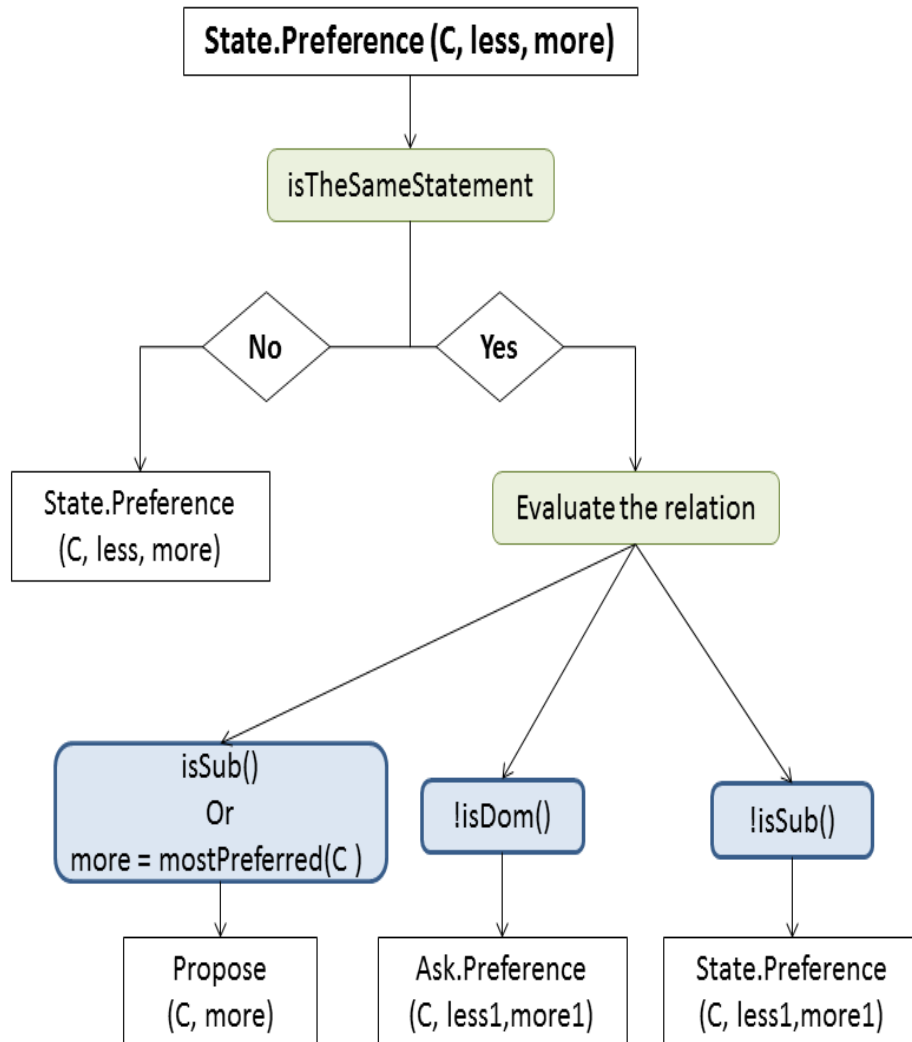 State.Preference (C, less, more)
isTheSameStatement
No
Yes
State.Preference
(C, less, more)
Evaluate the relation
isSub()
Or
more = mostPreferred(C )
!isDom()
!isSub()
Propose
(C, more)
Ask.Preference
(C, less1,more1)
State.Preference
(C, less1,more1)